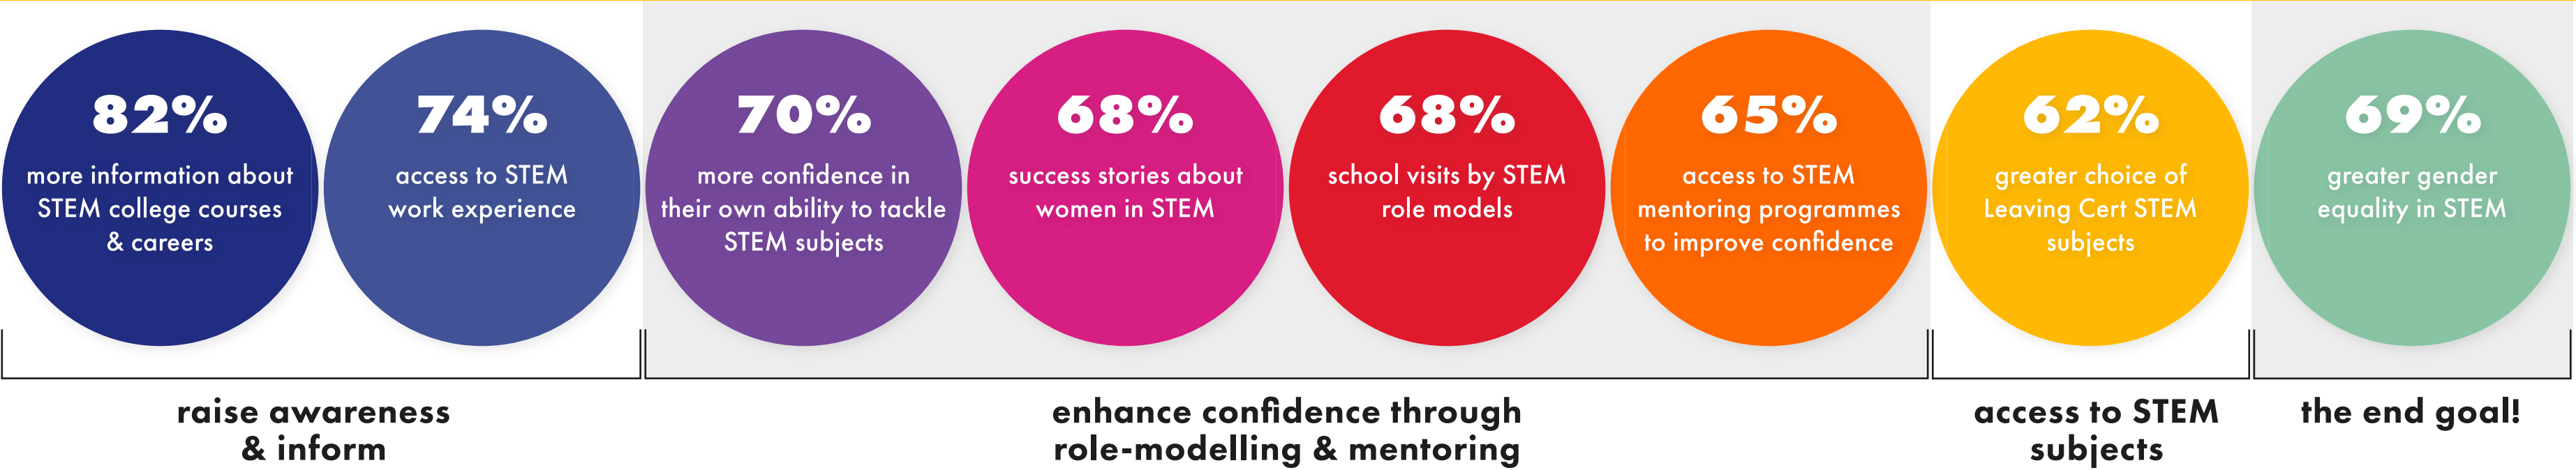 82%
more information about
STEM college courses
& careers
74%
access to STEM
work experience
70%
more confidence in
their own ability to tackle
STEM subjects
68%
success stories about
women in STEM
68%
school visits by STEM
role models
65%
access to STEM
mentoring programmes
to improve confidence
62%
greater choice of
Leaving Cert STEM
subjects
69%
greater gender
equality in STEM
raise awareness
& inform
enhance confidence through
role-modelling & mentoring
access to STEM
subjects
the end goal!